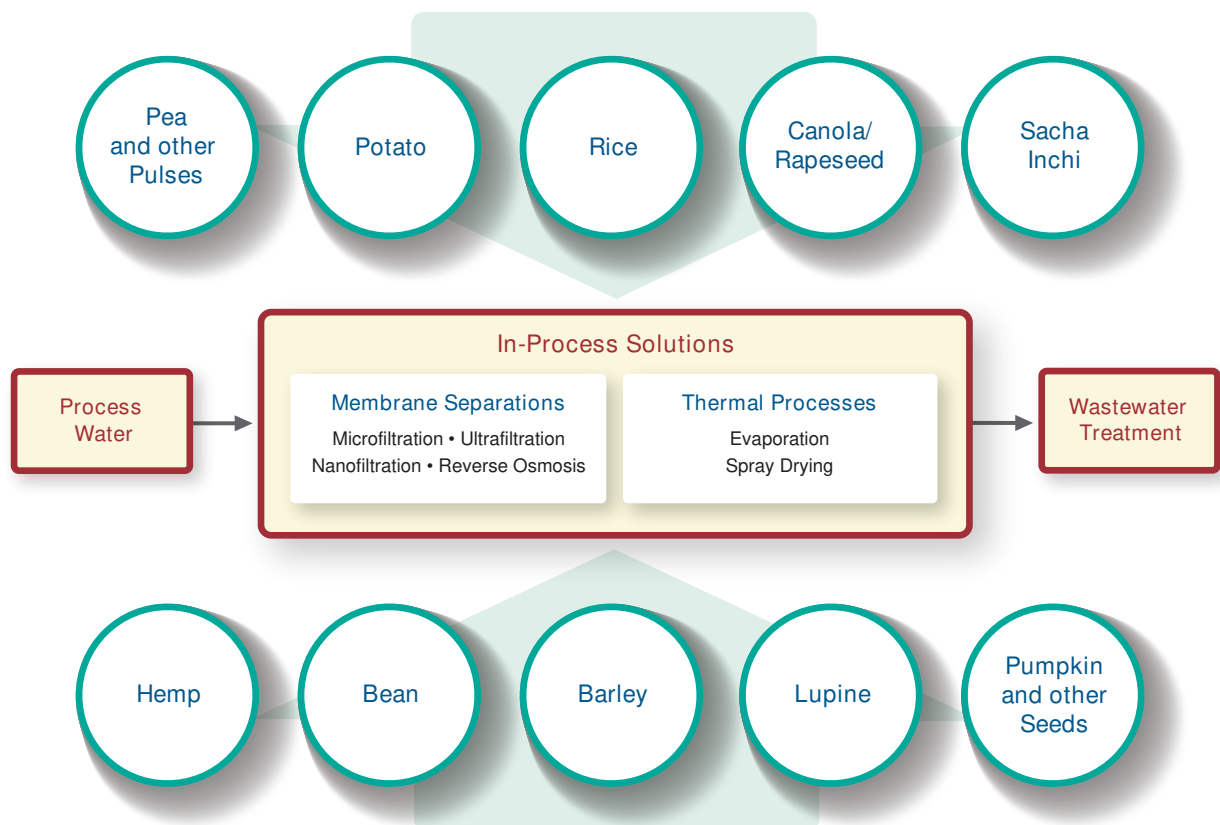 Pea
and other
Pulses
Potato
Rice
Canola/
Rapeseed
Sacha
Inchi
In-Process Solutions
Process
Water
Membrane Separations
Microfiltration • Ultrafiltration
Nanofiltration • Reverse Osmosis
Thermal Processes
Evaporation
Spray Drying
Wastewater
Treatment
Hemp
Bean
Barley
Lupine
Pumpkin
and other
Seeds